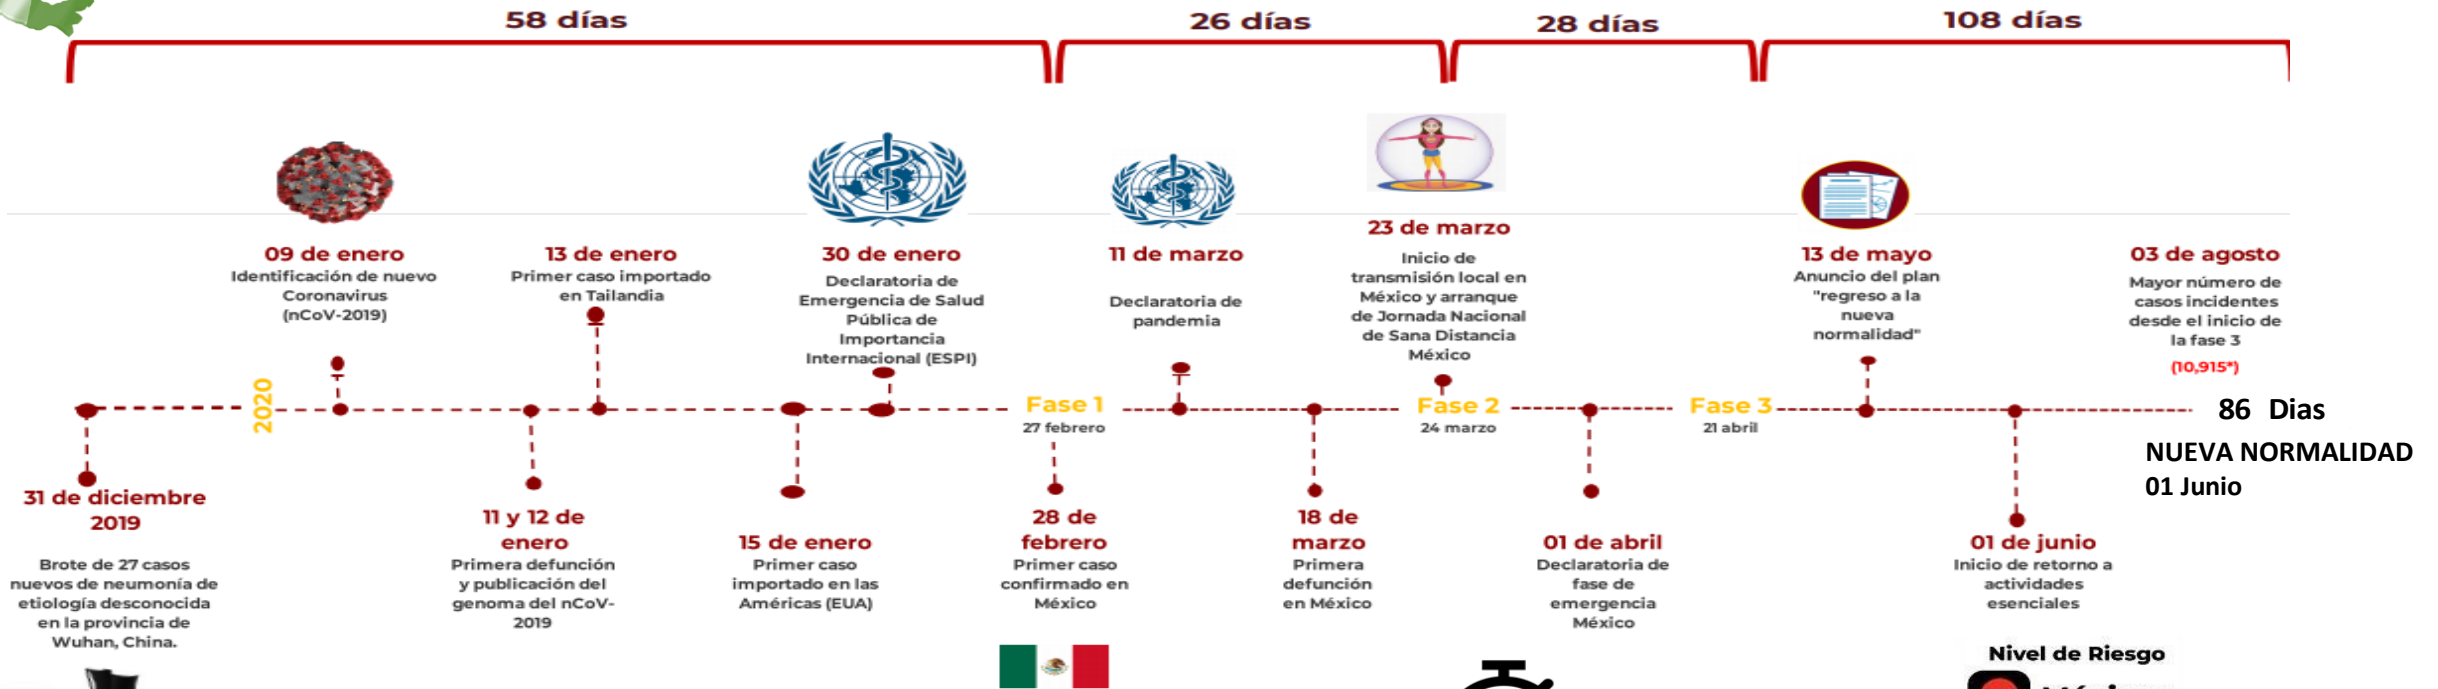 58 días
26 días
28 días
108 días
09 de enero
Identificación de nuevo
Coronavirus
(nCoV-2019)
13 de enero
Primer caso importado
en Tailandia
30 de enero
Declaratoria de
Emergencia de Salud
Pública de
Importancia
Internacional (ESPI)
11 de marzo
Declaratoria de
pandemia
23 de marzo
Inicio de
transmisión local en
México y arranque
de Jornada Nacional
de Sana Distancia
México
13 de mayo
Anuncio del plan
"regreso a la
nueva
normalidad"
03 de agosto
Mayor número de
casos incidentes
desde el inicio de
la fase 3
(10,915*)
2020
Fase 1
27 febrero
Fase 2
24 marzo
Fase 3
21 abril
86 Dias
NUEVA NORMALIDAD
01 Junio
31 de diciembre
2019
Brote de 27 casos
nuevos de neumonía de
etiología desconocida
en la provincia de
Wuhan, China.
11 y 12 de
enero
Primera defunción
y publicación del
genoma del nCoV-
2019
15 de enero
Primer caso
importado en las
Américas (EUA)
28 de
febrero
Primer caso
confirmado en
México
18 de
marzo
Primera
defunción
en México
01 de abril
Declaratoria de
fase de
emergencia
México
01 de junio
Inicio de retorno a
actividades
esenciales
Nivel de Riesgo